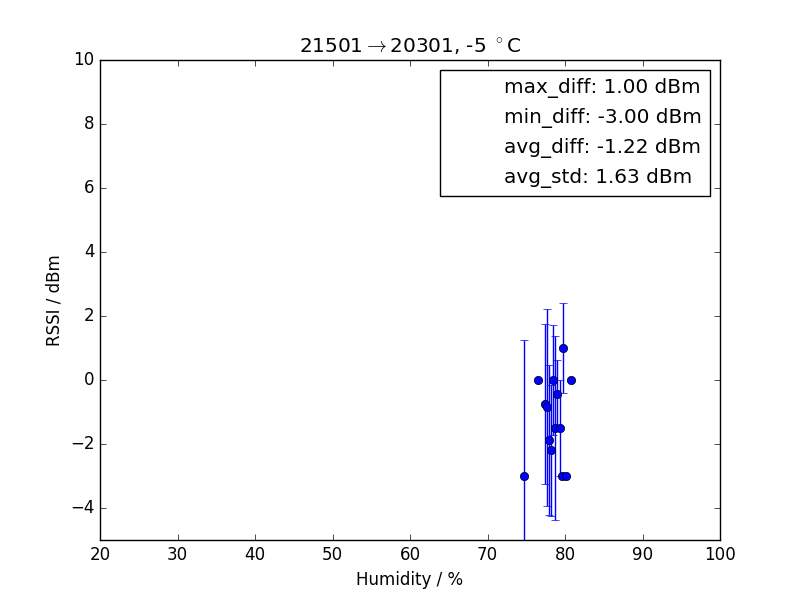 21501→20301, -5 °C
max_diff: 1.00 dBm
min_diff: -3.00 dBm
avg_diff: -1.22 dBm
avg_std: 1.63 dBm
RSSI / dBm
10
8
6
4
2
0
−2
−4
20 30 40 50 60 70 80 90 100
Humidity / %